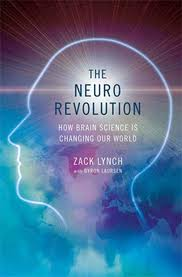 THE
NEURO
REVOLUTION
HOW BRAIN SCIENCE IS
CHANGING OUR WORLD
ZACK LYNCH
WITH BYRON LAURSEN